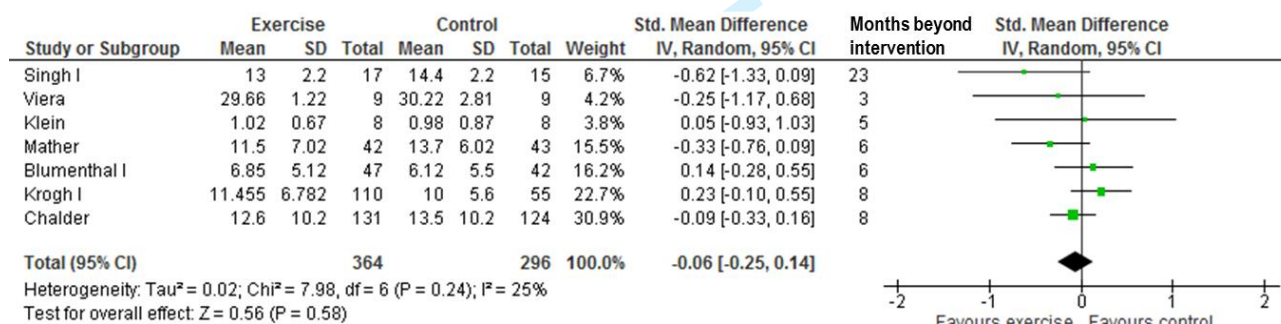 Exercise Control Std. Mean Difference Months beyond Std. Mean Difference
Study or Subgroup Mean SD Total Mean SD Total Weight IV, Random, 95% CI intervention IV, Random, 95% CI
Singh I 13 2.2 17 14.4 2.2 15 6.7% -0.62 [-1.33, 0.09] 23
Viera 29.66 1.22 9 30.22 2.81 9 4.2% -0.25 [-1.17, 0.68] 3
Klein 1.02 0.67 8 0.98 0.87 8 3.8% 0.05 [-0.93, 1.03] 5
Mather 11.5 7.02 42 13.7 6.02 43 15.5% -0.33 [-0.76, 0.09] 6
Blumenthal I 6.85 5.12 47 6.12 5.5 42 16.2% 0.14 [-0.28, 0.55] 6
Krogh I 11.455 6.782 110 10 5.6 55 22.7% 0.23 [-0.10, 0.55] 8
Chalder 12.6 10.2 131 13.5 10.2 124 30.9% -0.09 [-0.33, 0.16] 8
Total (95% CI) 364 296 100.0% -0.06 [-0.25, 0.14]
Heterogeneity: Tau² = 0.02; Chi² = 7.98, df = 6 (P = 0.24); I² = 25%
Test for overall effect: Z = 0.56 (P = 0.58)
-2 -1 0 1 2
Favours exercise Favours control